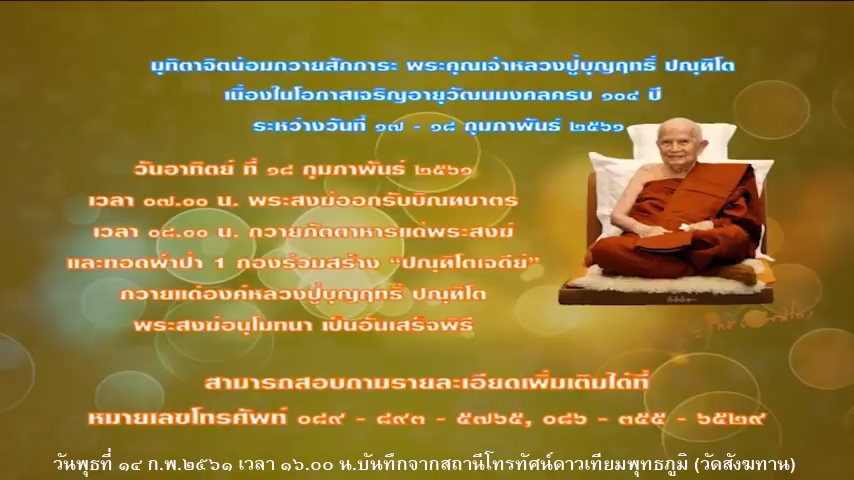 มุทิตาจิตน้อมถวายสักการะ พระคุณเจ้าหลวงปู่บุญฤทธิ์ ปณฺฑิโต
เนื่องในโอกาสเจริญอายุวัฒนมงคลครบ ๑๐๔ ปี
ระหว่างวันที่ ๑๗ - ๑๘ กุมภาพันธ์ ๒๕๖๑
วันอาทิตย์ ที่ ๑๘ กุมภาพันธ์ ๒๕๖๑
เวลา ๐๗.๐๐ น. พระสงฆ์ออกรับบิณฑบาตร
เวลา ๐๘.๐๐ น. ถวายภัตตาหารแด่พระสงฆ์
และทอดผ้าป่า 1 กองร่วมสร้าง “ปณฺฑิโตเจดีย์”
ถวายแด่องค์หลวงปู่บุญฤทธิ์ ปณฺฑิโต
พระสงฆ์อนุโมทนา เป็นอันเสร็จพิธี
สามารถสอบถามรายละเอียดเพิ่มเติมได้ที่
หมายเลขโทรศัพท์ ๐๘๙ - ๘๙๓ - ๕๗๖๕, ๐๘๖ - ๓๕๕ - ๖๕๒๙
วันพุธที่ ๑๔ ก.พ.๒๕๖๑ เวลา ๑๖.๐๐ น.บันทึกจากสถานีโทรทัศน์ดาวเทียมพุทธภูมิ (วัดสังฆทาน)